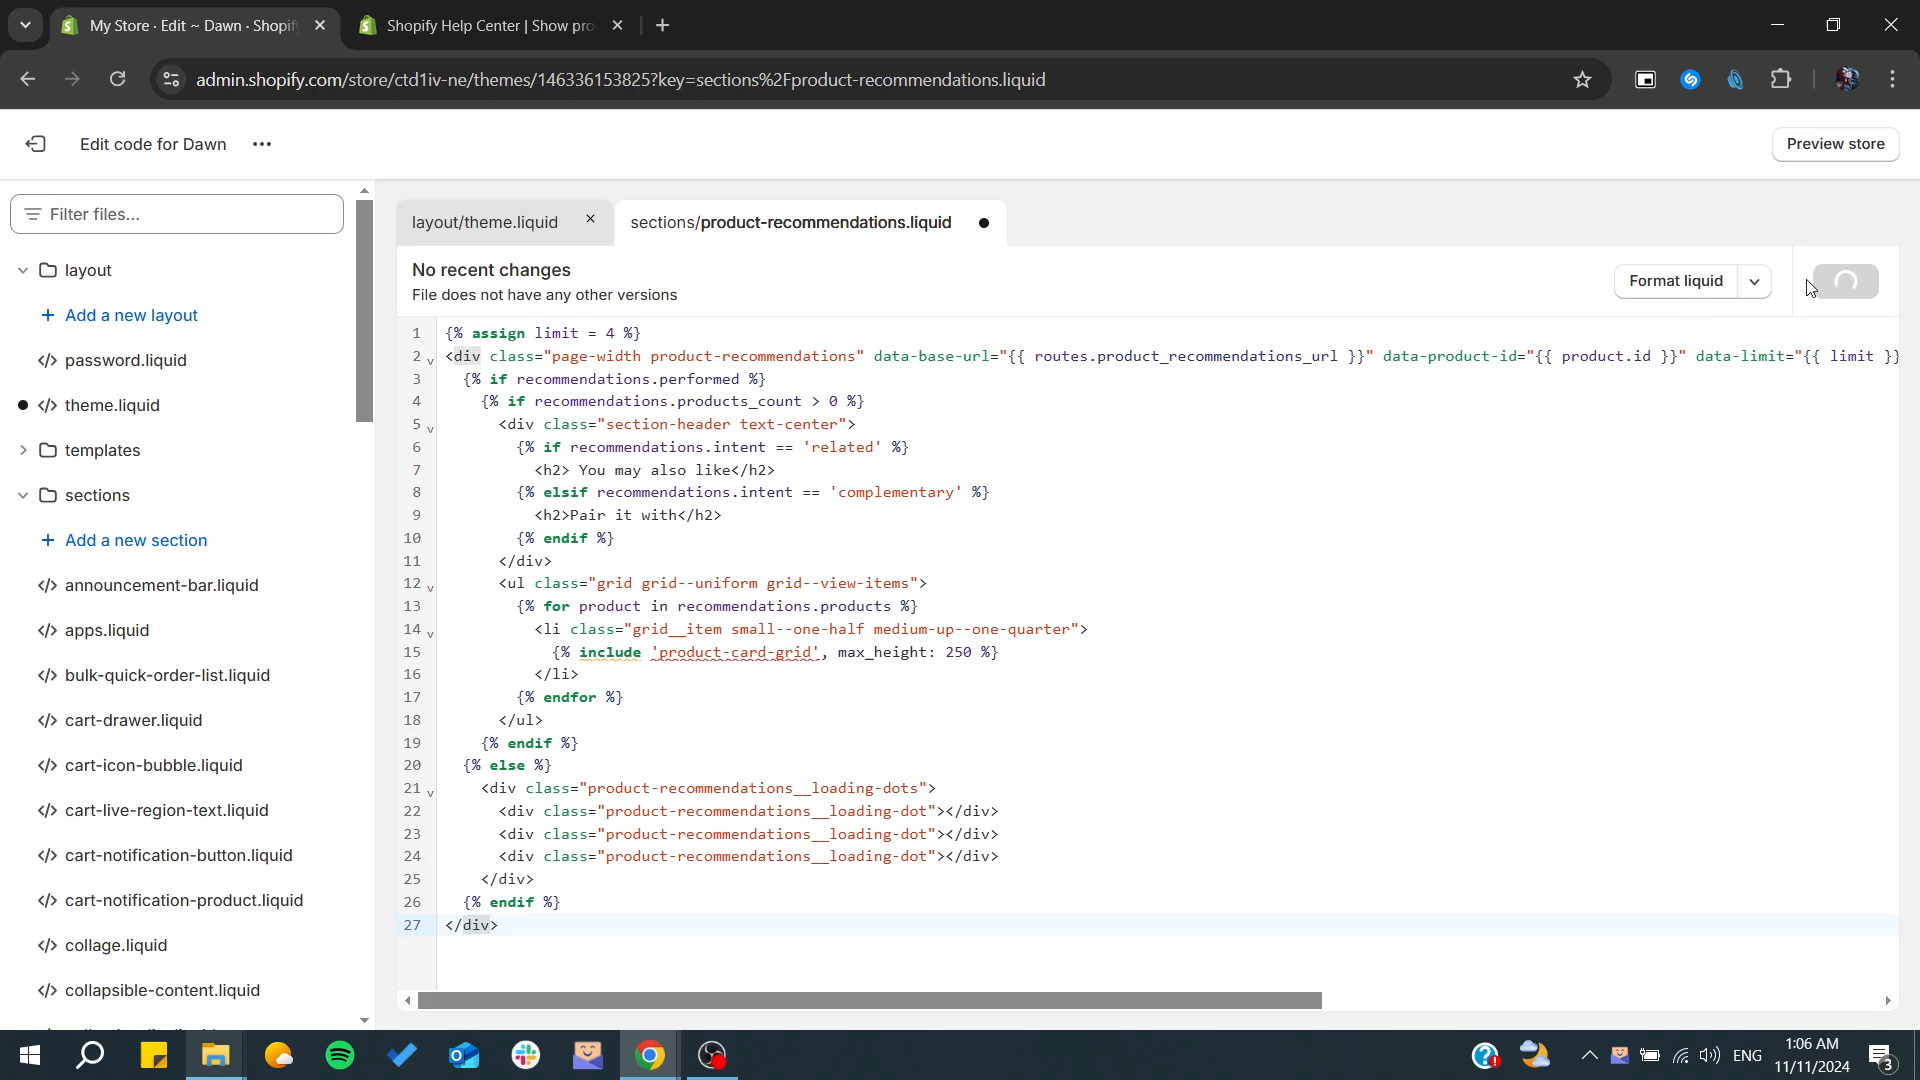 My Store · Edit ~ Dawn · Shopif
Shopify Help Center | Show pro
admin.shopify.com/store/ctd1iv-ne/themes/146336153825?key=sections%2Fproduct-recommendations.liquid
Edit code for Dawn
Preview store
Filter files...
layout
Add a new layout
password.liquid
theme.liquid
templates
sections
Add a new section
announcement-bar.liquid
apps.liquid
bulk-quick-order-list.liquid
cart-drawer.liquid
cart-icon-bubble.liquid
cart-live-region-text.liquid
cart-notification-button.liquid
cart-notification-product.liquid
collage.liquid
collapsible-content.liquid
layout/theme.liquid
sections/product-recommendations.liquid
No recent changes
File does not have any other versions
Format liquid
1 {% assign limit = 4 %}
2 <div class="page-width product-recommendations" data-base-url="{{ routes.product_recommendations_url }}" data-product-id="{{ product.id }}" data-limit="{{ limit }}
3 {% if recommendations.performed %}
4 {% if recommendations.products_count > 0 %}
5 <div class="section-header text-center">
6 {% if recommendations.intent == 'related' %}
7 <h2> You may also like</h2>
8 {% elsif recommendations.intent == 'complementary' %}
9 <h2>Pair it with</h2>
10 {% endif %}
11 </div>
12 <ul class="grid grid--uniform grid--view-items">
13 {% for product in recommendations.products %}
14 <li class="grid__item small--one-half medium-up--one-quarter">
15 {% include 'product-card-grid', max_height: 250 %}
16 </li>
17 {% endfor %}
18 </ul>
19 {% endif %}
20 {% else %}
21 <div class="product-recommendations__loading-dots">
22 <div class="product-recommendations__loading-dot"></div>
23 <div class="product-recommendations__loading-dot"></div>
24 <div class="product-recommendations__loading-dot"></div>
25 </div>
26 {% endif %}
27 </div>
ENG
1:06 AM
11/11/2024
3